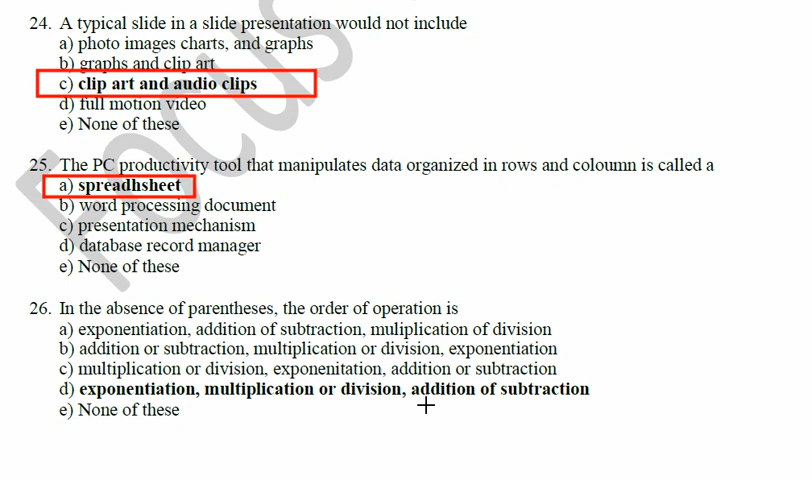 24. A typical slide in a slide presentation would not include
a) photo images charts, and graphs
b) graphs and clip art
c) clip art and audio clips
d) full motion video
e) None of these
25. The PC productivity tool that manipulates data organized in rows and coloumn is called a
a) spreadhsheet
b) word processing document
c) presentation mechanism
d) database record manager
e) None of these
26. In the absence of parentheses, the order of operation is
a) exponentiation, addition of subtraction, muliplication of division
b) addition or subtraction, multiplication or division, exponentiation
c) multiplication or division, exponenitation, addition or subtraction
d) exponentiation, multiplication or division, addition of subtraction
e) None of these
Focus